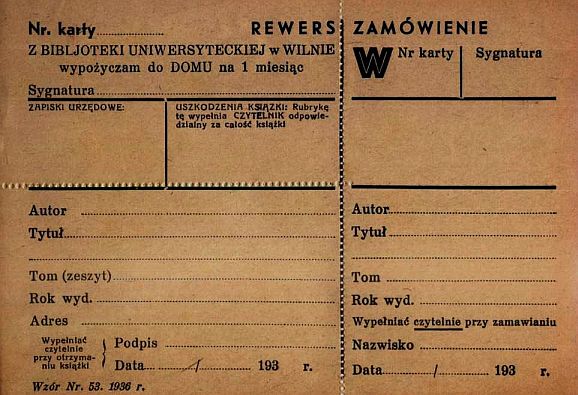 Nr. karty.................... REWERS
Z BIBLJOTEKI UNIWERSYTECKIEJ w WILNIE
wypożyczam do DOMU na 1 miesiąc
Sygnatura
ZAPISKI URZĘDOWE:
USZKODZENIA KSIĄŻKI: Rubrykę
tę wypełnia CZYTELNIK odpowie-
dzialny za całość książki
Autor
Tytuł
Tom (zeszyt)
Rok wyd.
Adres
Wypełniać
czytelnie
przy otrzyma-
niu książki
Podpis
Data ........./......... 193 r.
Wzór Nr. 53. 1936 r.
ZAMÓWIENIE
W Nr karty Sygnatura
Autor
Tytuł
Tom
Rok wyd.
Wypełniać czytelnie przy zamawianiu
Nazwisko
Data ........./......... 193 r.